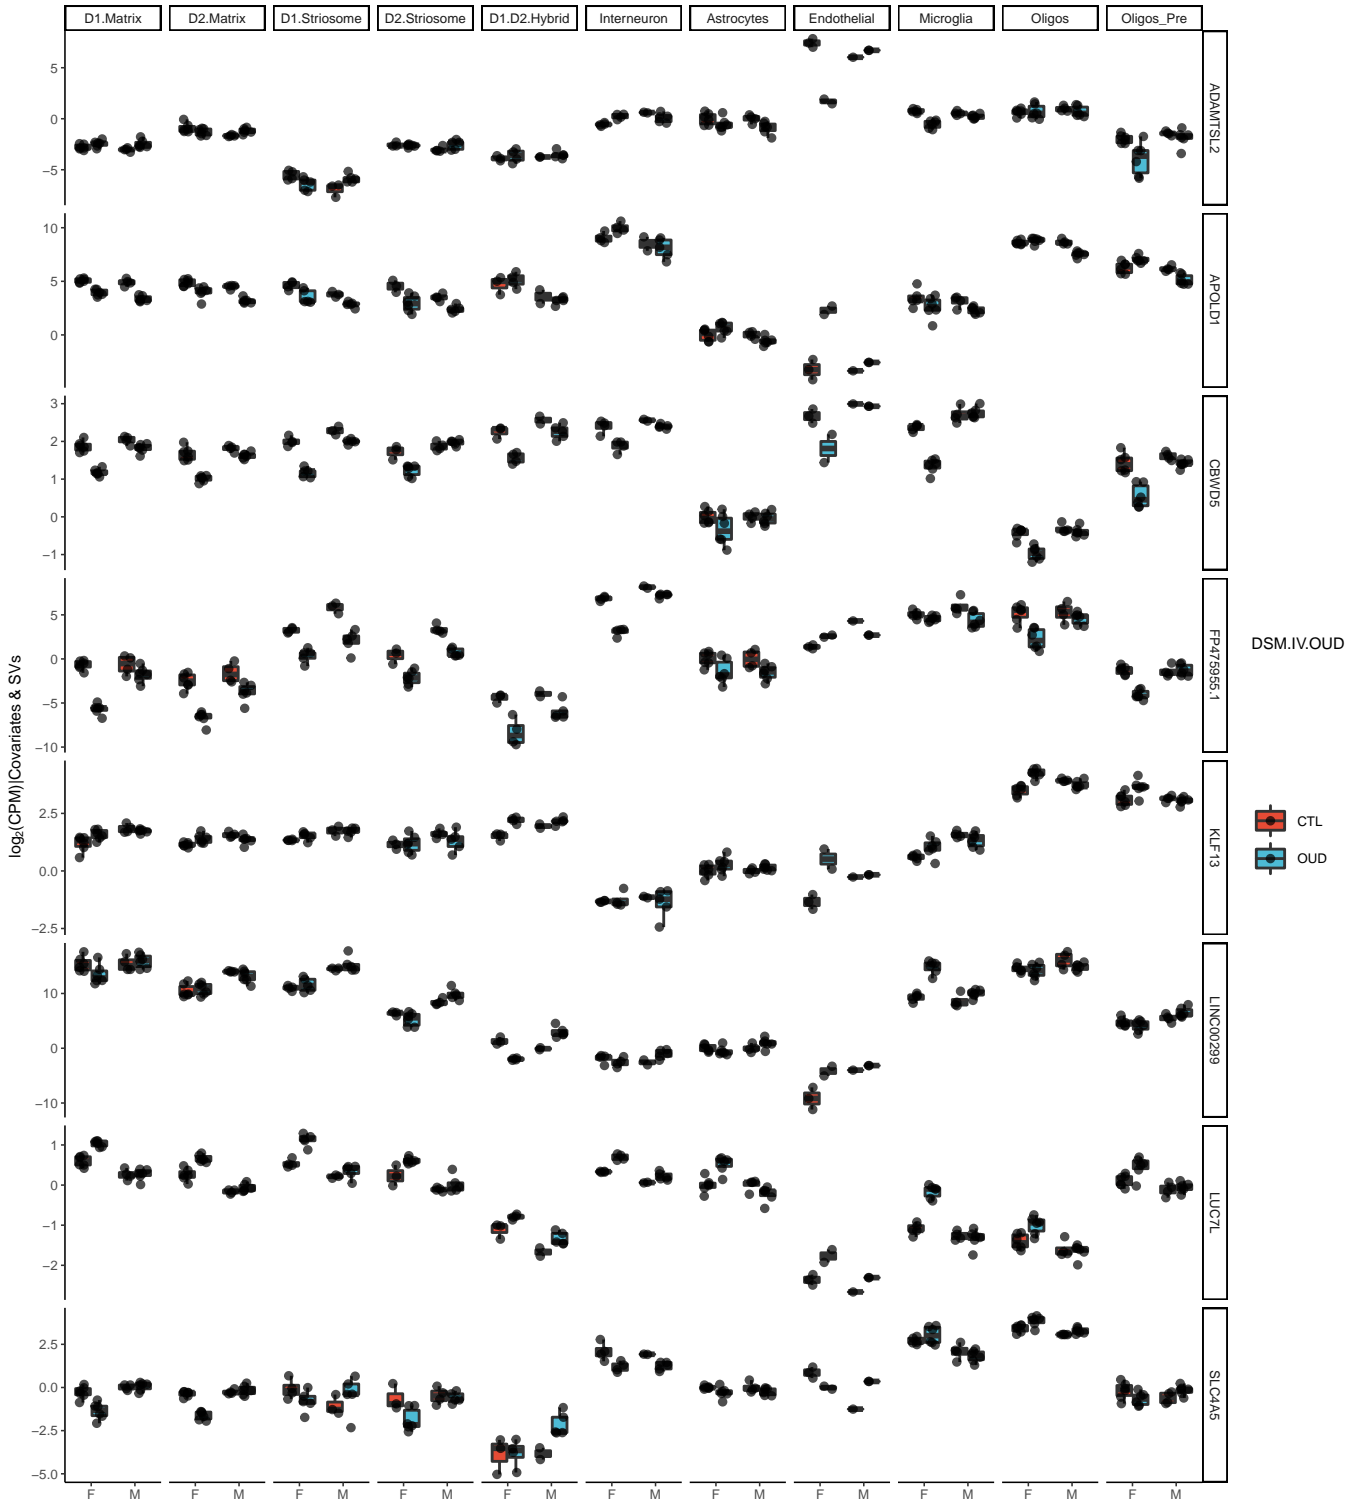 D1.Matrix D2.Matrix D1.Striosome D2.Striosome D1.D2.Hybrid Interneuron Astrocytes Endothelial Microglia Oligos Oligos_Pre
5
0
−5
ADAMTSL2
10
5
0
APOLD1
3
2
1
0
−1
CBWD5
5
0
−5
−10
FP475955.1
2.5
0.0
−2.5
KLF13
10
0
−10
LINC00299
1
0
−1
−2
LUC7L
2.5
0.0
−2.5
−5.0
SLC4A5
F M F M F M F M F M F M F M F M F M F M F M
log₂(CPM)|Covariates & SVs
DSM.IV.OUD
CTL
OUD